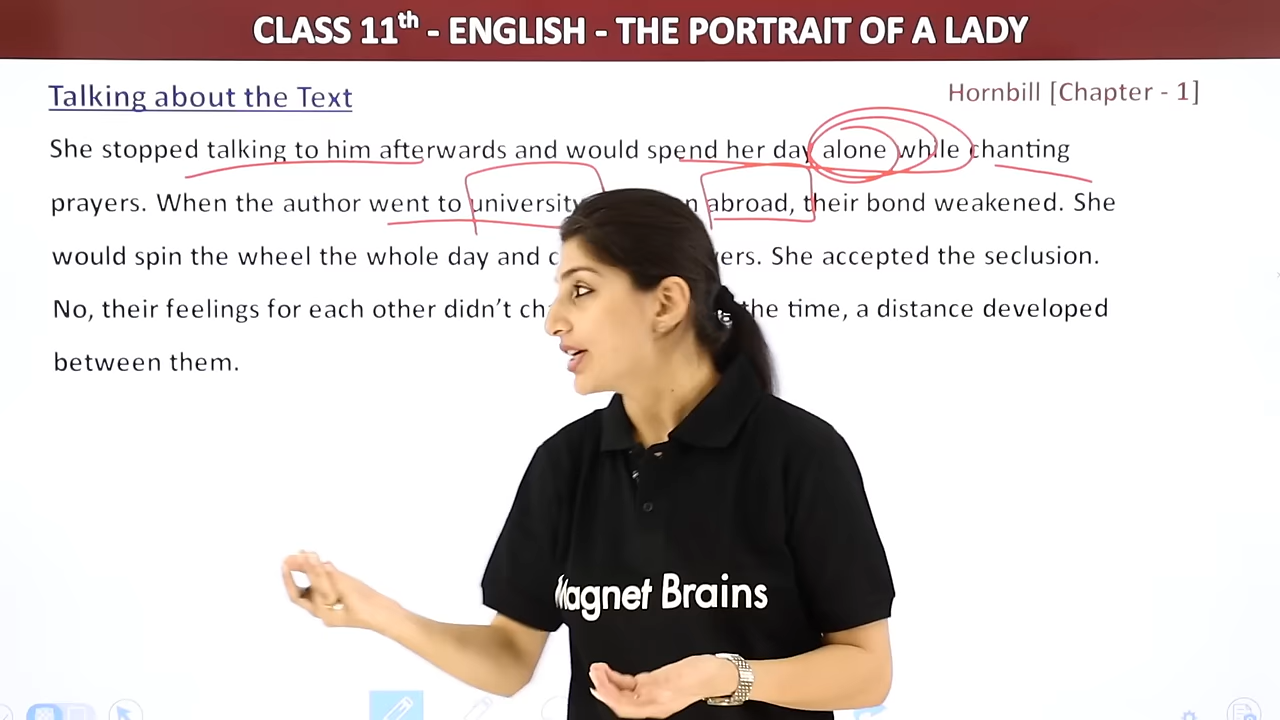 CLASS 11th - ENGLISH - THE PORTRAIT OF A LADY
Talking about the Text
Hornbill [Chapter - 1]
She stopped talking to him afterwards and would spend her day alone while chanting
prayers. When the author went to university abroad, their bond weakened. She
would spin the wheel the whole day and She accepted the seclusion.
No, their feelings for each other didn't the time, a distance developed
between them.
Magnet Brains